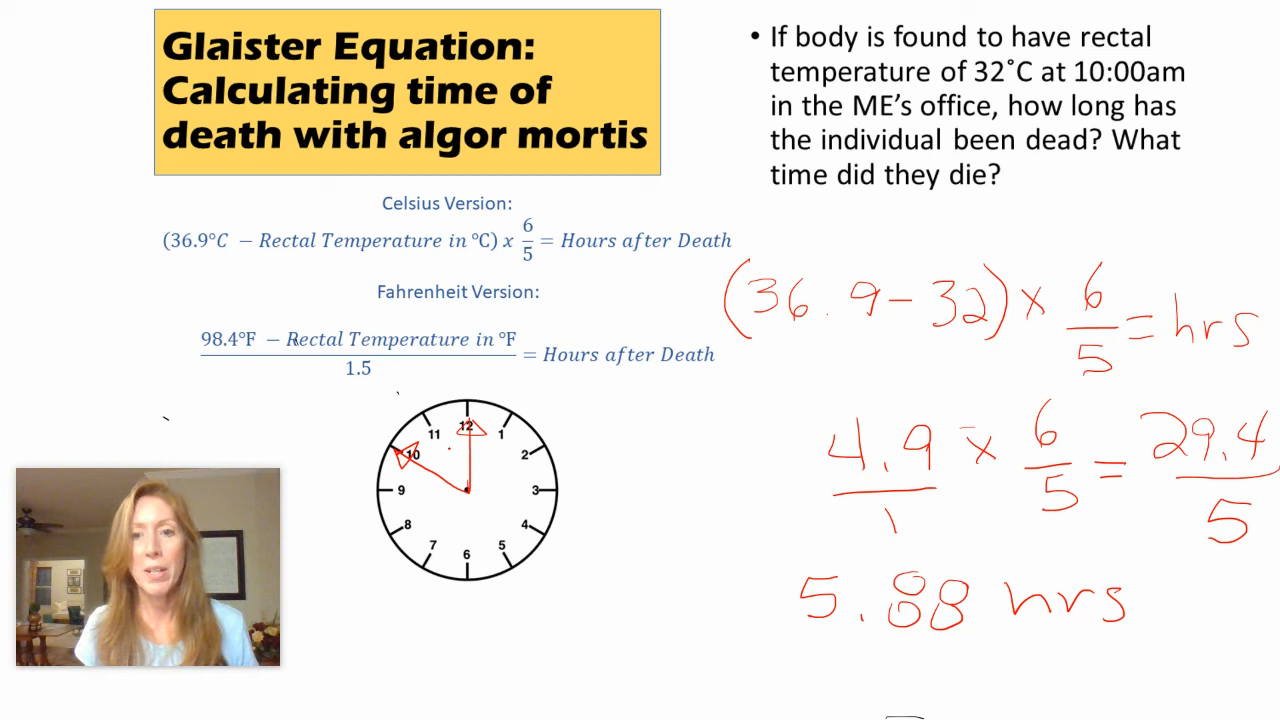 Glaister Equation:
Calculating time of
death with algor mortis
Celsius Version:
(36.9°C − Rectal Temperature in °C) x 6/5 = Hours after Death
Fahrenheit Version:
98.4°F − Rectal Temperature in °F
1.5
= Hours after Death
12
1
2
3
4
5
6
7
8
9
10
11
• If body is found to have rectal
temperature of 32˚C at 10:00am
in the ME’s office, how long has
the individual been dead? What
time did they die?
(36.9 − 32) × 6/5 = hrs
4.9/1 × 6/5 = 29.4/5
5.88 hrs